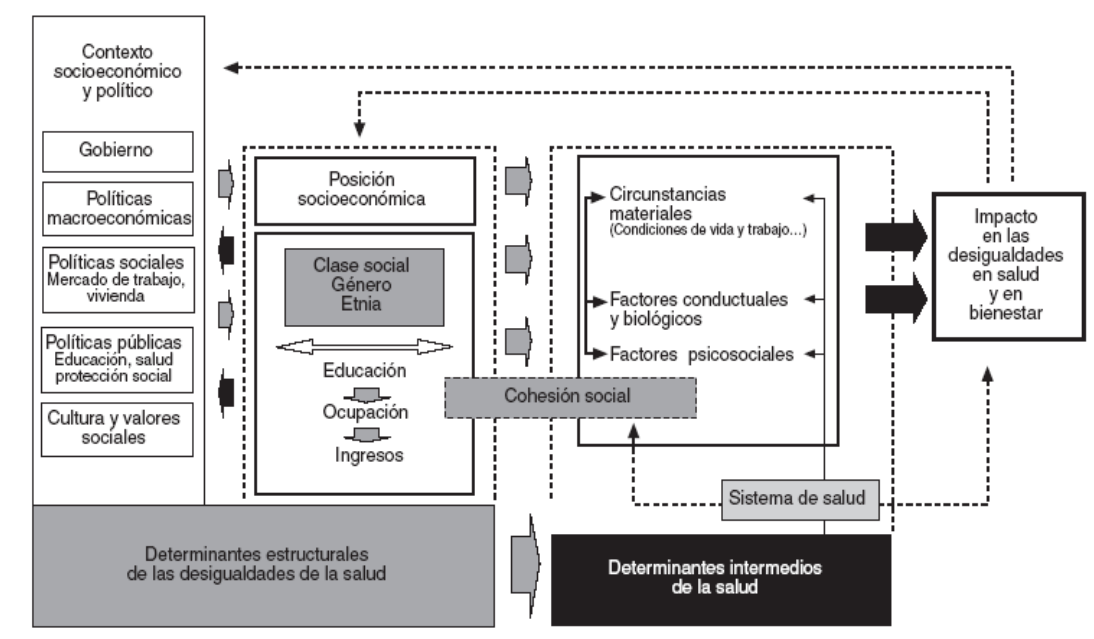 Contexto
socioeconómico
y político
Gobierno
Políticas
macroeconómicas
Políticas sociales
Mercado de trabajo,
vivienda
Políticas públicas
Educación, salud
protección social
Cultura y valores
sociales
Posición
socioeconómica
Clase social
Género
Etnia
Educación
Ocupación
Ingresos
Cohesión social
Circunstancias
materiales
(Condiciones de vida y trabajo...)
Factores conductuales
y biológicos
Factores psicosociales
Sistema de salud
Impacto
en las
desigualdades
en salud
y en
bienestar
Determinantes estructurales
de las desigualdades de la salud
Determinantes intermedios
de la salud